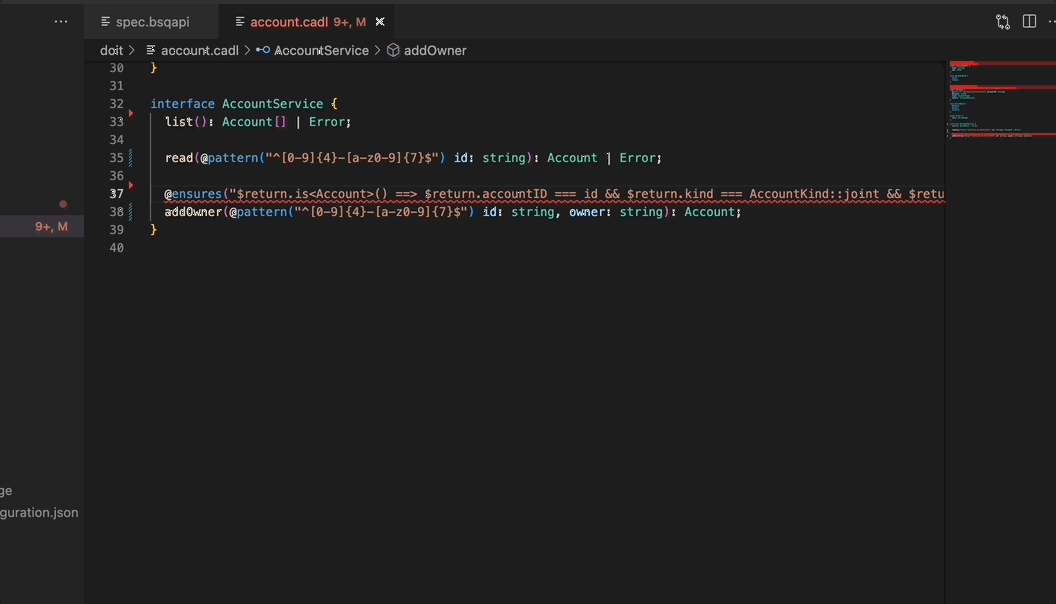 ··· spec.bsqapi account.cadl 9+, M
doit > account.cadl > AccountService > addOwner
30 }
31
32 interface AccountService {
33 list(): Account[] | Error;
34
35 read(@pattern("^[0-9]{4}-[a-z0-9]{7}$") id: string): Account | Error;
36
37 @ensures("$return.is<Account>() ==> $return.accountID === id && $return.kind === AccountKind::joint && $retu
9+, M
38 addOwner(@pattern("^[0-9]{4}-[a-z0-9]{7}$") id: string, owner: string): Account;
39 }
40
ge
guration.json